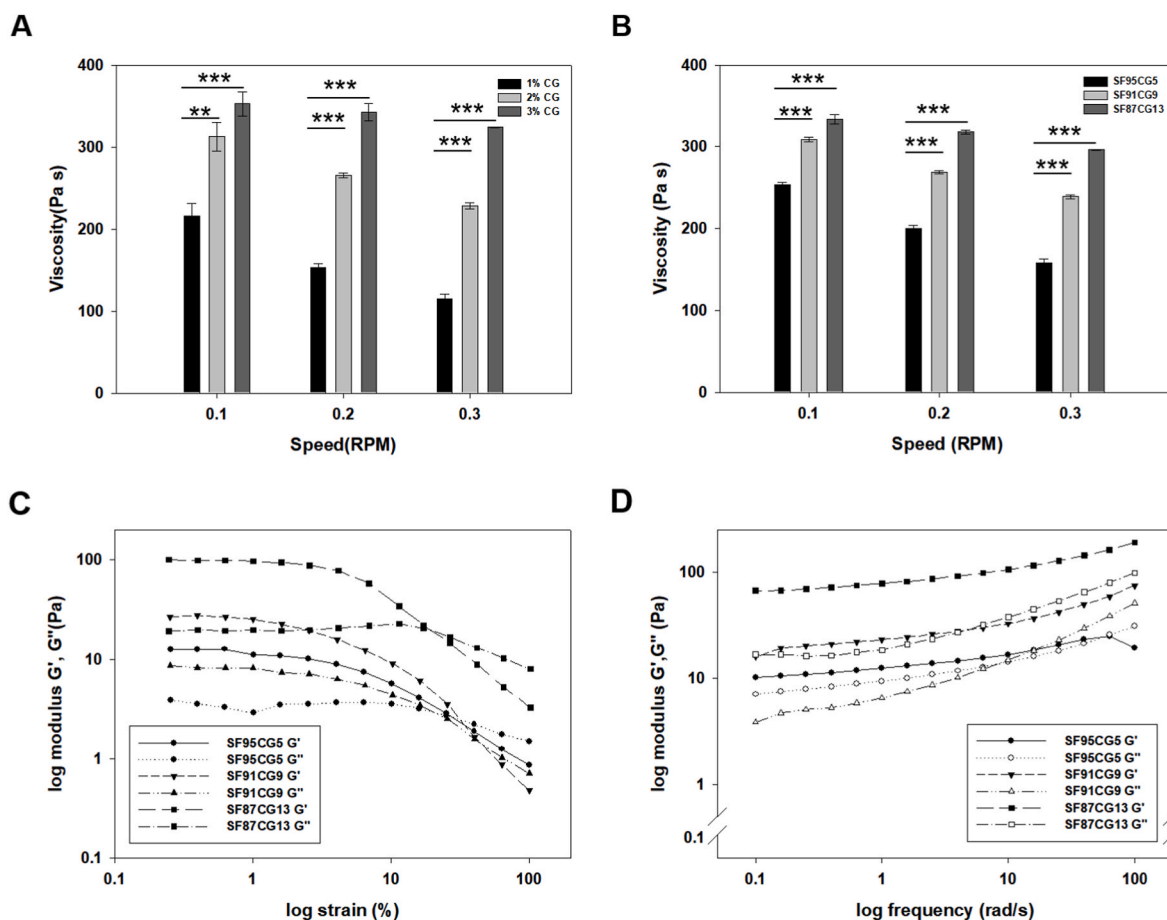 A
Viscosity(Pa s)
400
300
200
100
0
***
**
***
***
***
***
1% CG
2% CG
3% CG
0.1
0.2
0.3
Speed(RPM)
B
Viscosity (Pa s)
400
300
200
100
0
***
***
***
***
***
***
SF95CG5
SF91CG9
SF87CG13
0.1
0.2
0.3
Speed (RPM)
C
log modulus G', G"(Pa)
100
10
1
0.1
SF95CG5 G'
SF95CG5 G"
SF91CG9 G'
SF91CG9 G"
SF87CG13 G'
SF87CG13 G"
0.1
1
10
100
log strain (%)
D
log modulus G',G" (Pa)
100
10
1
0.1
SF95CG5 G'
SF95CG5 G"
SF91CG9 G'
SF91CG9 G"
SF87CG13 G'
SF87CG13 G"
0.1
1
10
100
log frequency (rad/s)